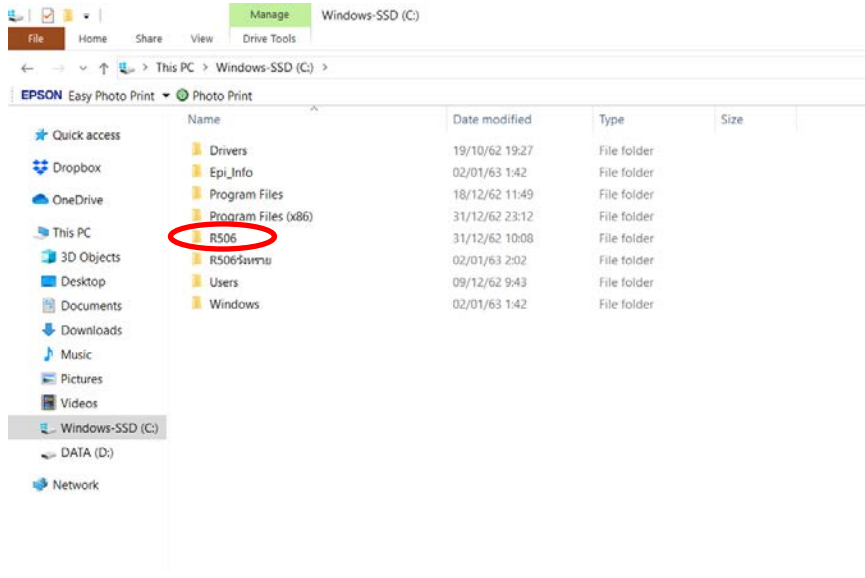 Manage Windows-SSD (C:)
File Home Share View Drive Tools
This PC > Windows-SSD (C:) >
EPSON Easy Photo Print Photo Print
Name Date modified Type Size
Quick access
Dropbox
OneDrive
This PC
3D Objects
Desktop
Documents
Downloads
Music
Pictures
Videos
Windows-SSD (C:)
DATA (D:)
Network
Drivers 19/10/62 19:27 File folder
Epi_Info 02/01/63 1:42 File folder
Program Files 18/12/62 11:49 File folder
Program Files (x86) 31/12/62 23:12 File folder
R506 31/12/62 10:08 File folder
R506วังทราย 02/01/63 2:02 File folder
Users 09/12/62 9:43 File folder
Windows 02/01/63 1:42 File folder